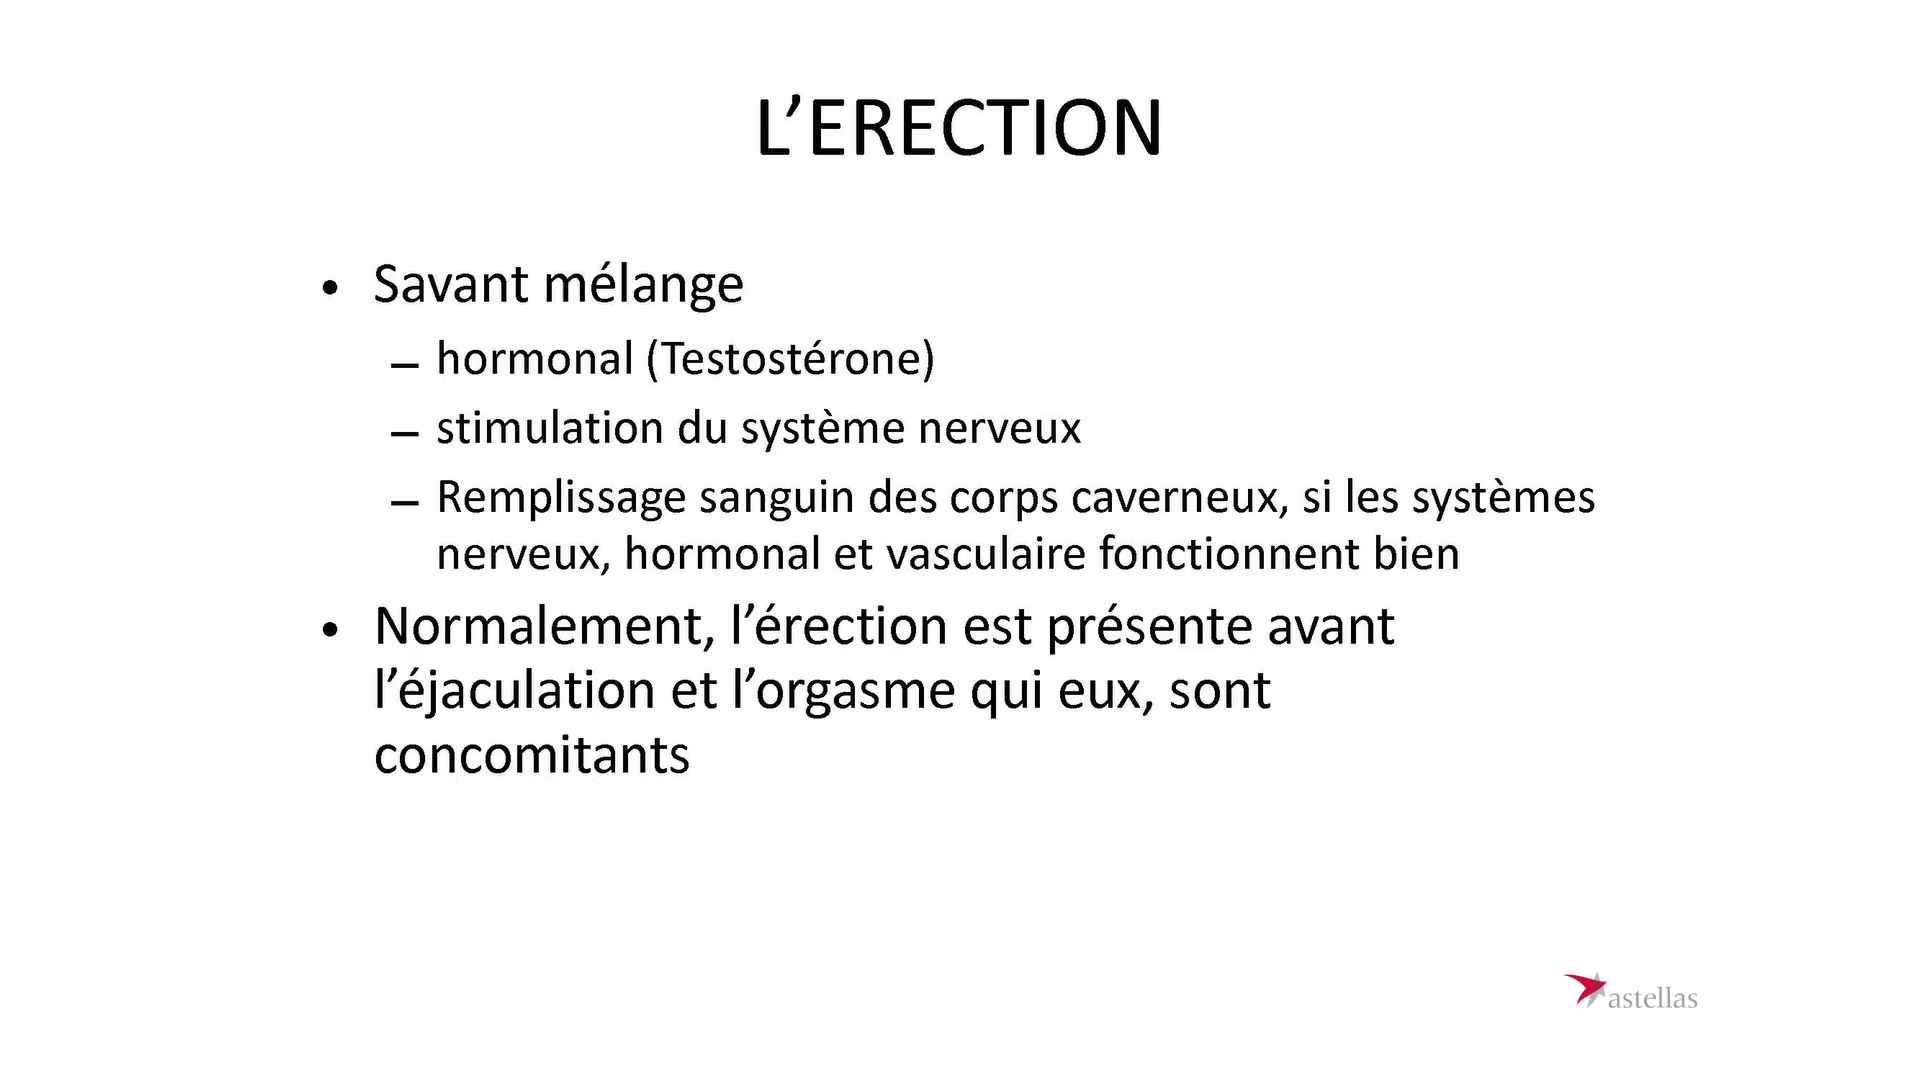 L’ERECTION
• Savant mélange
– hormonal (Testostérone)
– stimulation du système nerveux
– Remplissage sanguin des corps caverneux, si les systèmes
nerveux, hormonal et vasculaire fonctionnent bien
• Normalement, l’érection est présente avant
l’éjaculation et l’orgasme qui eux, sont
concomitants
astellas